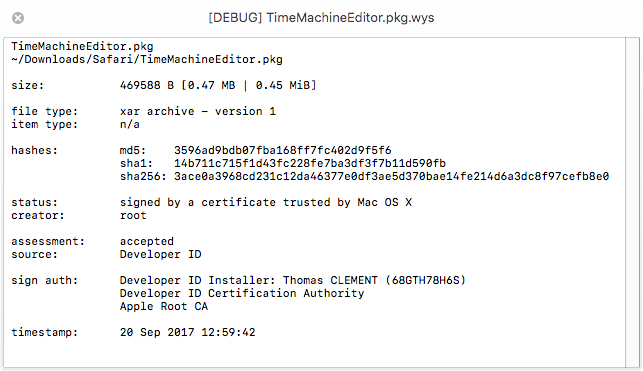 [DEBUG] TimeMachineEditor.pkg.wys
TimeMachineEditor.pkg
~/Downloads/Safari/TimeMachineEditor.pkg
size: 469588 B [0.47 MB | 0.45 MiB]
file type: xar archive – version 1
item type: n/a
hashes: md5: 3596ad9bdb07fba168ff7fc402d9f5f6
sha1: 14b711c715f1d43fc228fe7ba3df3f7b11d590fb
sha256: 3ace0a3968cd231c12da46377e0df3ae5d370bae14fe214d6a3dc8f97cefb8e0
status: signed by a certificate trusted by Mac OS X
creator: root
assessment: accepted
source: Developer ID
sign auth: Developer ID Installer: Thomas CLEMENT (68GTH78H6S)
Developer ID Certification Authority
Apple Root CA
timestamp: 20 Sep 2017 12:59:42